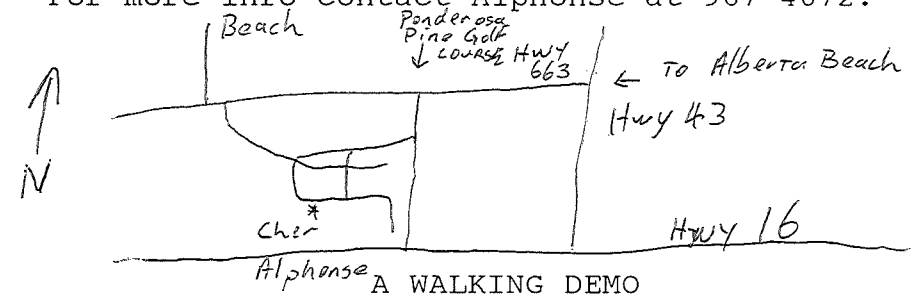 For more info contact Alphonse at 967-4072.
Beach
Ponderosa
Pine Golf
COURSE
Hwy
663
← To Alberta Beach
Hwy 43
N
*
Cher
Hwy 16
Alphonse
A WALKING DEMO